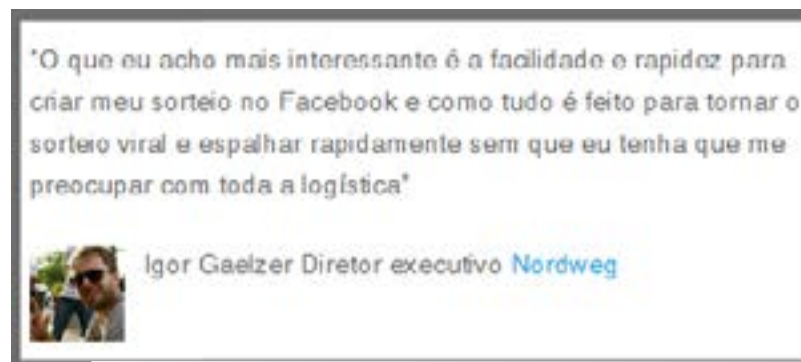 "O que eu acho mais interessante é a facilidade e rapidez para
criar meu sorteio no Facebook e como tudo é feito para tornar o
sorteio viral e espalhar rapidamente sem que eu tenha que me
preocupar com toda a logística"
Igor Gaelzer Diretor executivo Nordweg